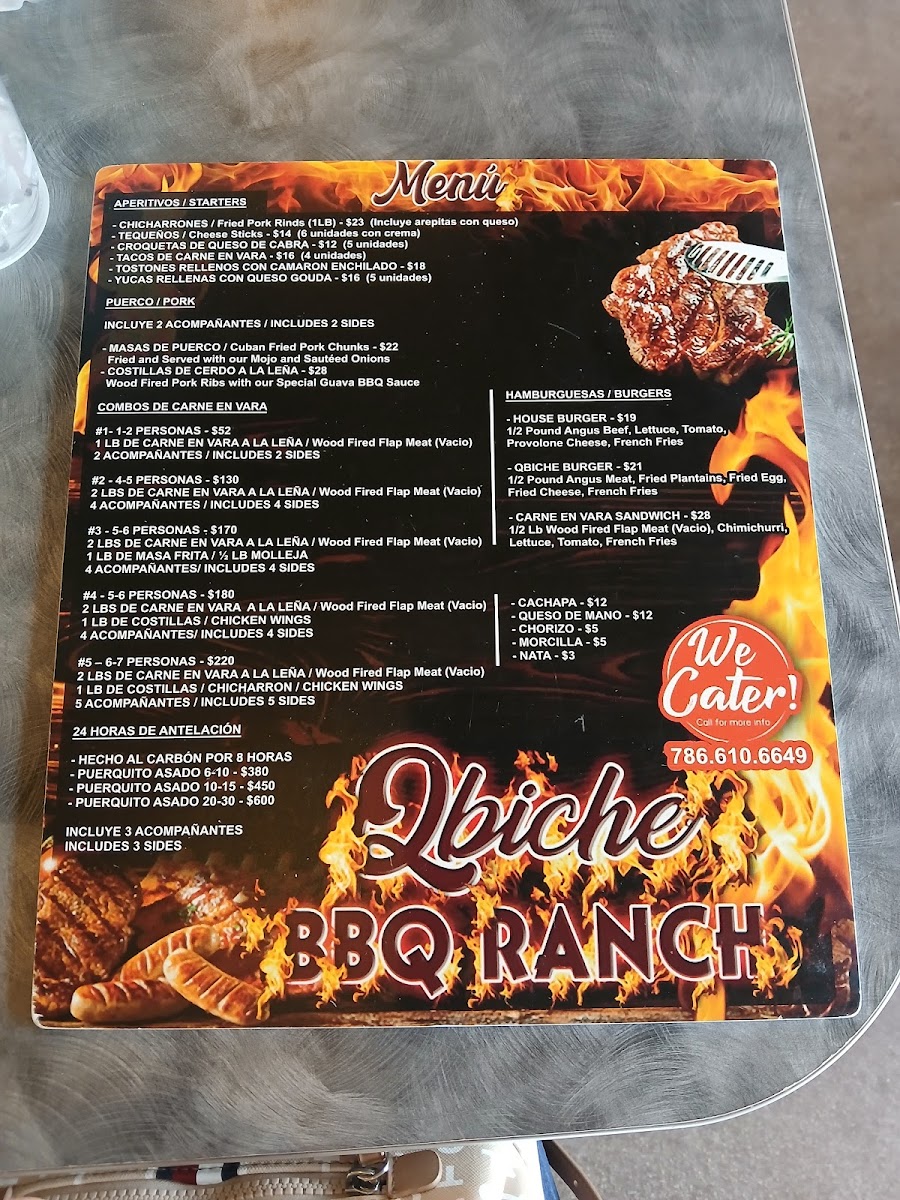 Menú
APERITIVOS / STARTERS
- CHICHARRONES / Fried Pork Rinds (1LB) - $23 (Incluye arepitas con queso)
- TEQUEÑOS / Cheese Sticks - $14 (6 unidades con crema)
- CROQUETAS DE QUESO DE CABRA - $12 (5 unidades)
- TACOS DE CARNE EN VARA - $16 (4 unidades)
- TOSTONES RELLENOS CON CAMARON ENCHILADO - $18
- YUCAS RELLENAS CON QUESO GOUDA - $16 (5 unidades)
PUERCO / PORK
INCLUYE 2 ACOMPAÑANTES / INCLUDES 2 SIDES
- MASAS DE PUERCO / Cuban Fried Pork Chunks - $22
Fried and Served with our Mojo and Sautéed Onions
- COSTILLAS DE CERDO A LA LEÑA - $28
Wood Fired Pork Ribs with our Special Guava BBQ Sauce
COMBOS DE CARNE EN VARA
#1- 1-2 PERSONAS - $52
1 LB DE CARNE EN VARA A LA LEÑA / Wood Fired Flap Meat (Vacio)
2 ACOMPAÑANTES / INCLUDES 2 SIDES
#2 - 4-5 PERSONAS - $130
2 LBS DE CARNE EN VARA A LA LEÑA / Wood Fired Flap Meat (Vacio)
4 ACOMPAÑANTES / INCLUDES 4 SIDES
#3 - 5-6 PERSONAS - $170
2 LBS DE CARNE EN VARA A LA LEÑA / Wood Fired Flap Meat (Vacio)
1 LB DE MASA FRITA / ½ LB MOLLEJA
4 ACOMPAÑANTES/ INCLUDES 4 SIDES
#4 - 5-6 PERSONAS - $180
2 LBS DE CARNE EN VARA A LA LEÑA / Wood Fired Flap Meat (Vacio)
1 LB DE COSTILLAS / CHICKEN WINGS
4 ACOMPAÑANTES/ INCLUDES 4 SIDES
#5 – 6-7 PERSONAS - $220
2 LBS DE CARNE EN VARA A LA LEÑA / Wood Fired Flap Meat (Vacio)
1 LB DE COSTILLAS / CHICHARRON / CHICKEN WINGS
5 ACOMPAÑANTES / INCLUDES 5 SIDES
24 HORAS DE ANTELACIÓN
- HECHO AL CARBÓN POR 8 HORAS
- PUERQUITO ASADO 6-10 - $380
- PUERQUITO ASADO 10-15 - $450
- PUERQUITO ASADO 20-30 - $600
INCLUYE 3 ACOMPAÑANTES
INCLUDES 3 SIDES
HAMBURGUESAS / BURGERS
- HOUSE BURGER - $19
1/2 Pound Angus Beef, Lettuce, Tomato,
Provolone Cheese, French Fries
- QBICHE BURGER - $21
1/2 Pound Angus Meat, Fried Plantains, Fried Egg,
Fried Cheese, French Fries
- CARNE EN VARA SANDWICH - $28
1/2 Lb Wood Fired Flap Meat (Vacio), Chimichurri,
Lettuce, Tomato, French Fries
- CACHAPA - $12
- QUESO DE MANO - $12
- CHORIZO - $5
- MORCILLA - $5
- NATA - $3
We
Cater!
Call for more info
786.610.6649
Qbiche
BBQ RANCH